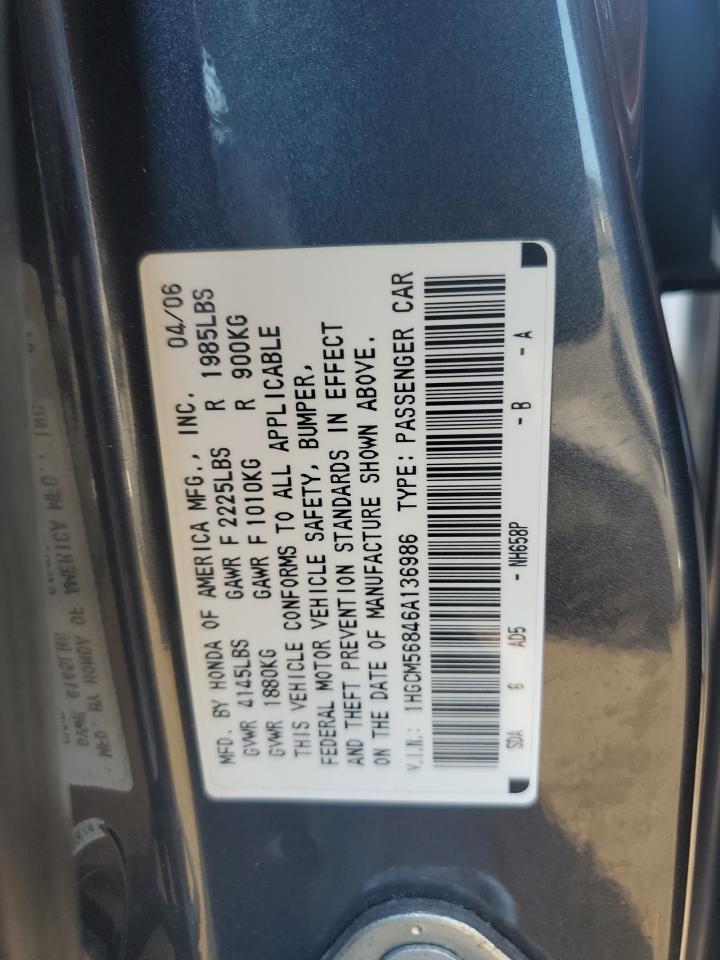 MFD. BY HONDA OF AMERICA MFG., INC. 04/06
GVWR 4145LBS GAWR F 2225LBS R 1985LBS
GVWR 1880KG GAWR F 1010KG R 900KG
THIS VEHICLE CONFORMS TO ALL APPLICABLE
FEDERAL MOTOR VEHICLE SAFETY, BUMPER,
AND THEFT PREVENTION STANDARDS IN EFFECT
ON THE DATE OF MANUFACTURE SHOWN ABOVE.
V.I.N.: 1HGCM56846A136986 TYPE: PASSENGER CAR
SDA 6 AD5 - NH658P - B - A